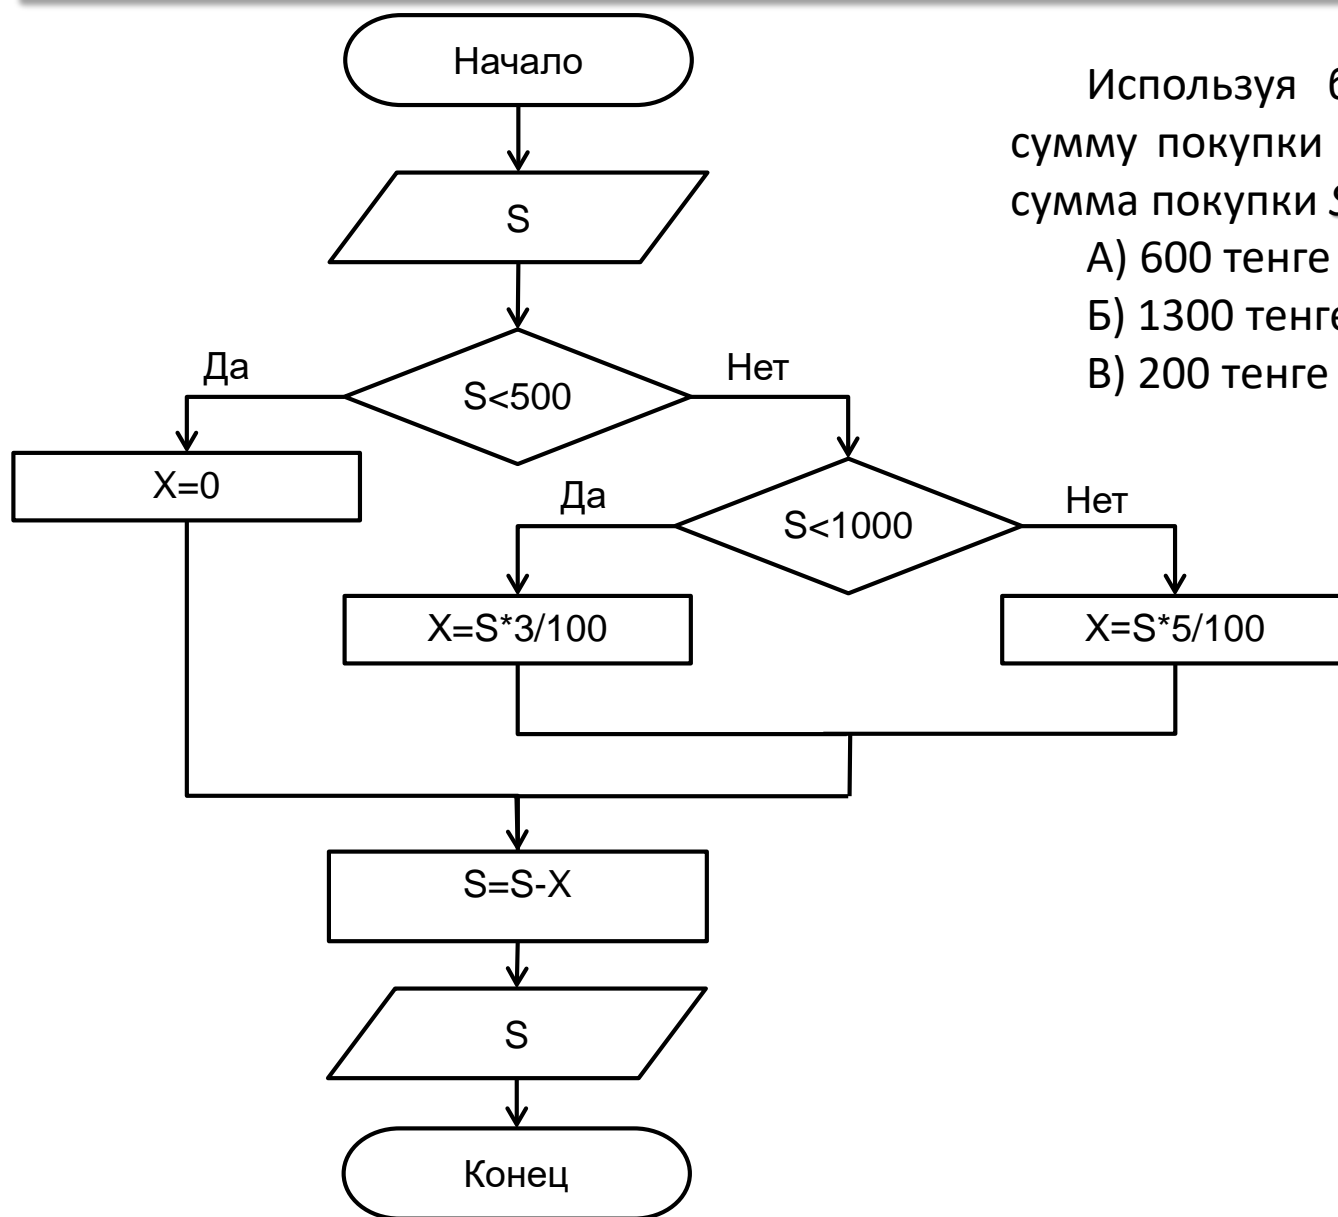 Начало
S
S<500
Да
Нет
X=0
S<1000
Да
Нет
X=S*3/100
X=S*5/100
S=S-X
S
Конец
Используя
сумму покупки
сумма покупки S
А) 600 тенге
Б) 1300 тенге
В) 200 тенге